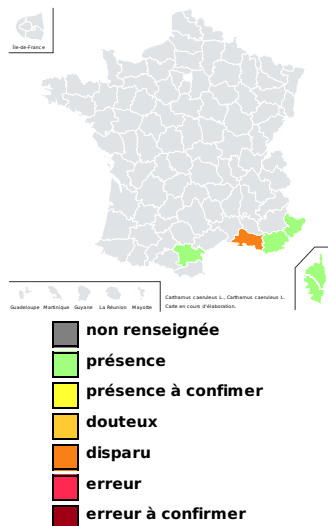 Île-de-France
Guadeloupe Martinique Guyane La Réunion Mayotte
Carthamus caeruleus L., Carthamus caeruleus L.
Carte en cours d'élaboration.
non renseignée
présence
présence à confimer
douteux
disparu
erreur
erreur à confirmer